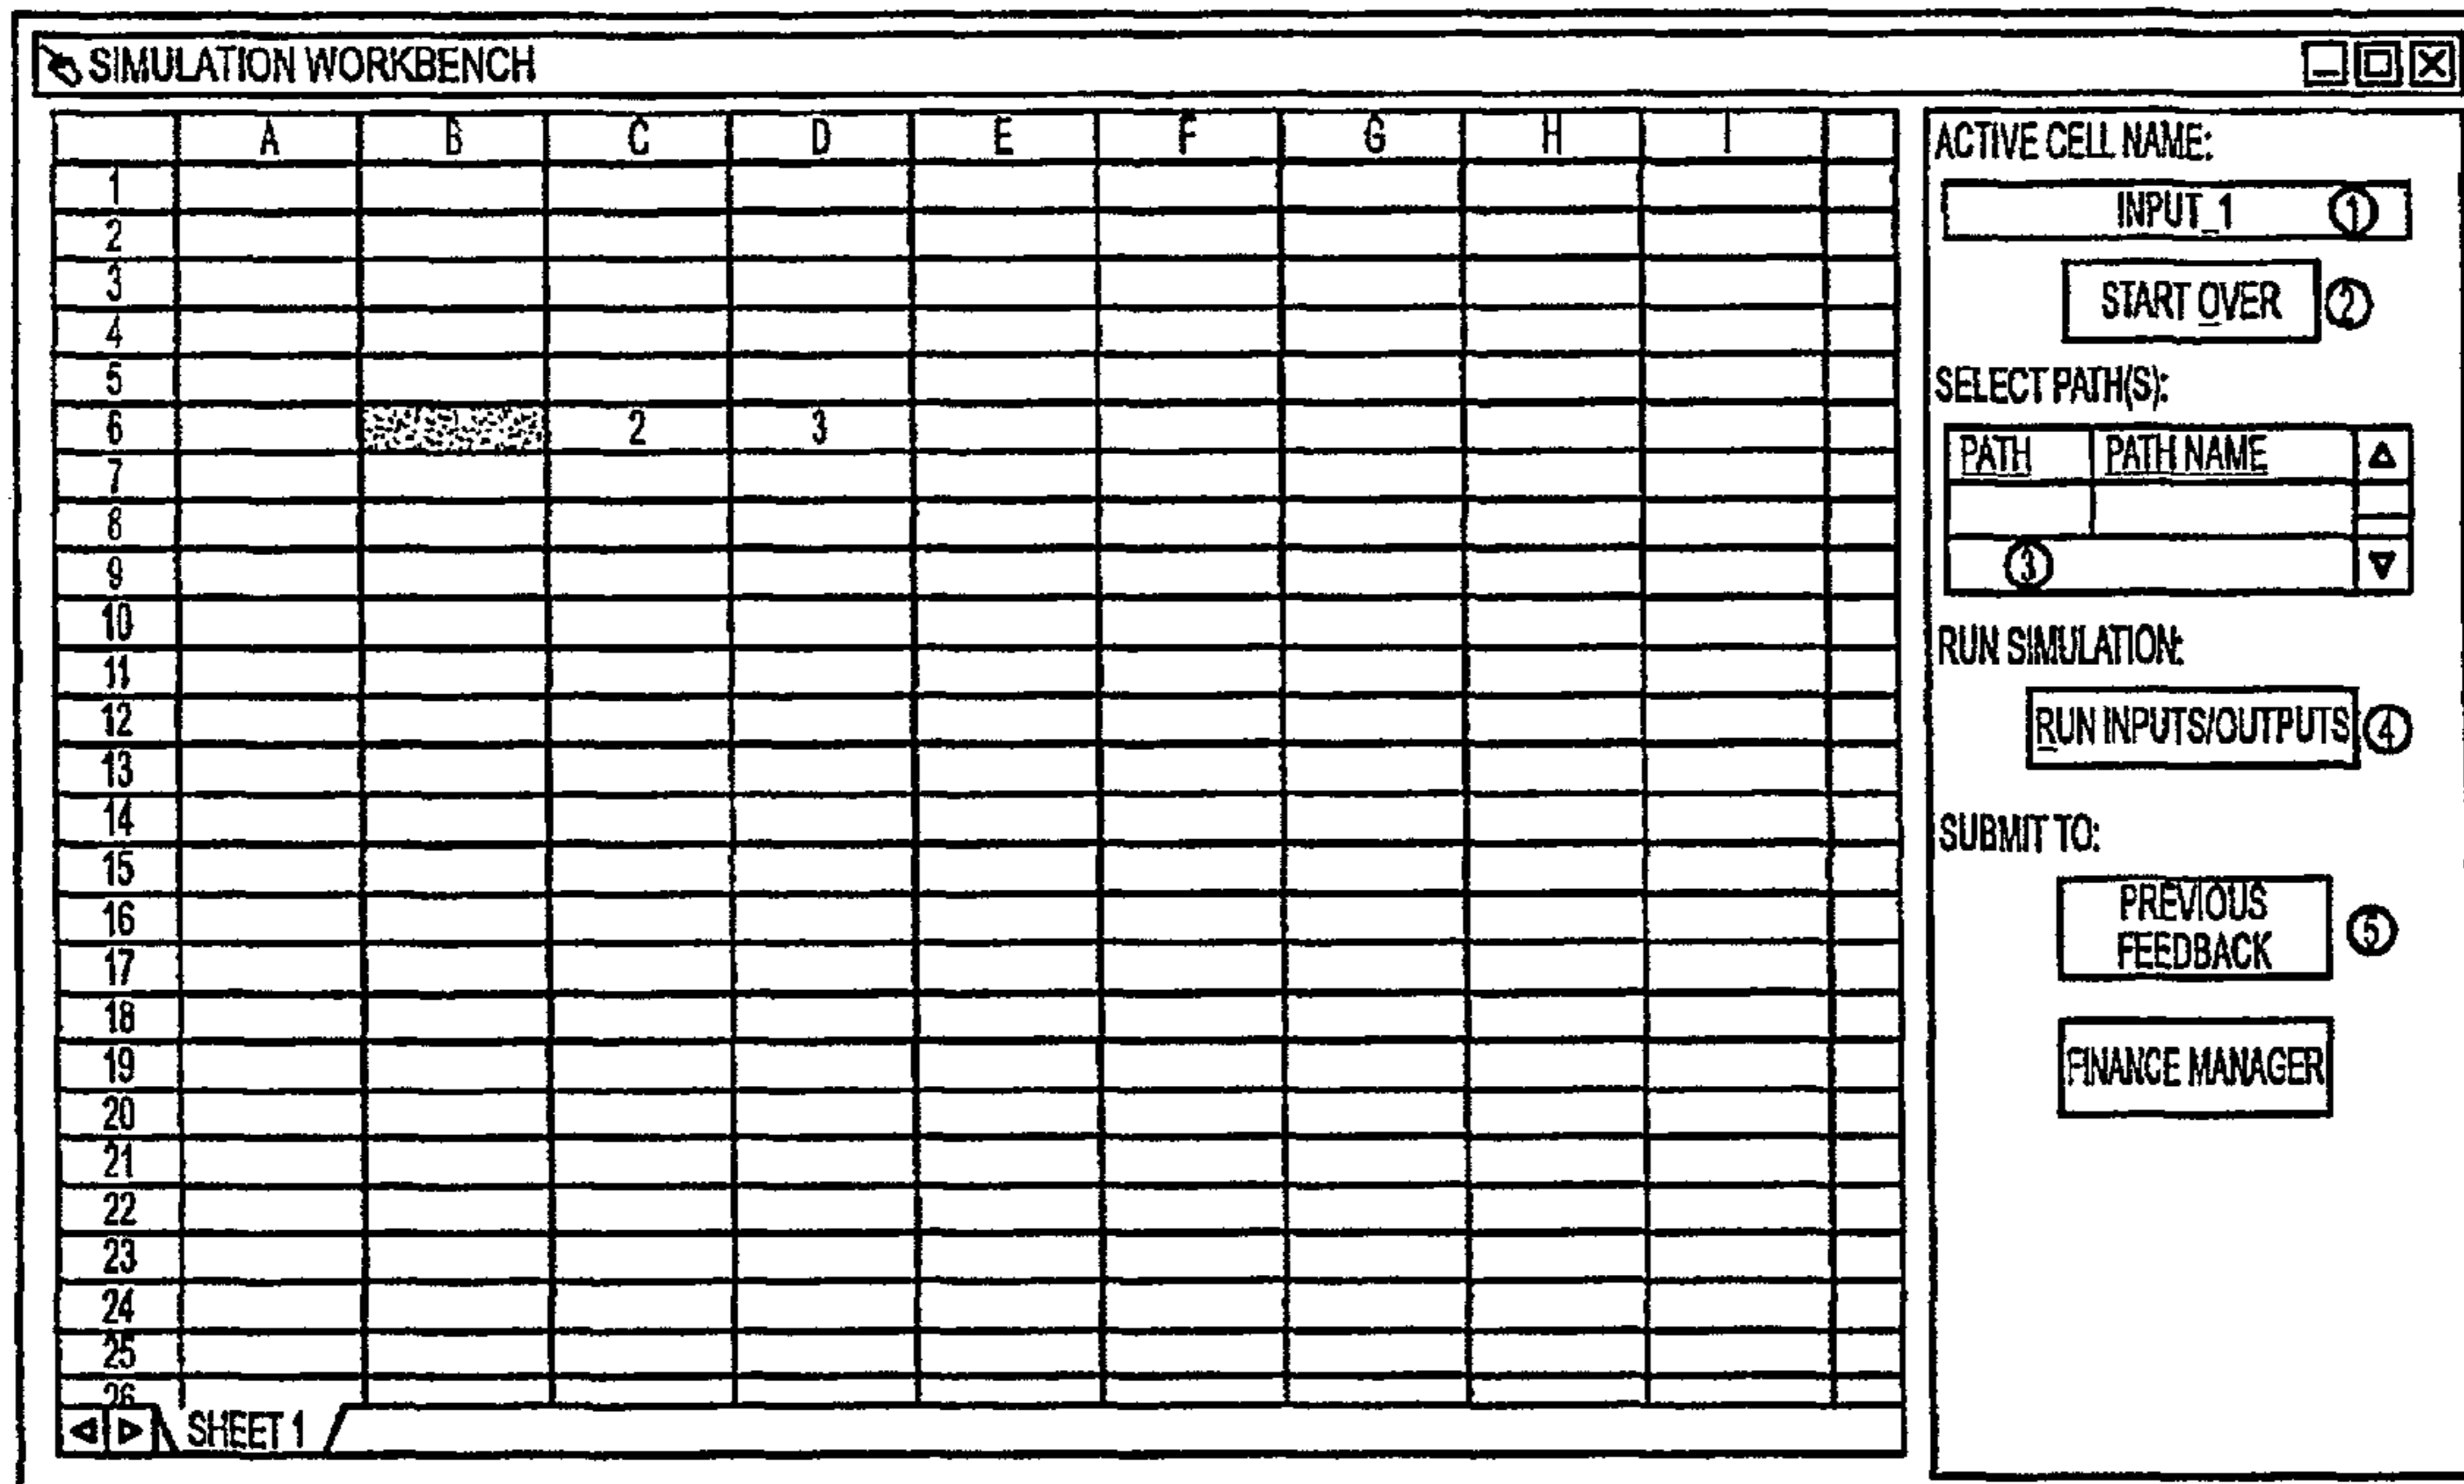 SIMULATION WORKBENCH
A B C D E F G H I
1
2
3
4
5
6 2 3
7
8
9
10
11
12
13
14
15
16
17
18
19
20
21
22
23
24
25
26
SHEET 1
ACTIVE CELL NAME:
INPUT_1 ①
START OVER ②
SELECT PATH(S):
PATH PATH NAME
③
RUN SIMULATION:
RUN INPUTS/OUTPUTS ④
SUBMIT TO:
PREVIOUS
FEEDBACK ⑤
FINANCE MANAGER